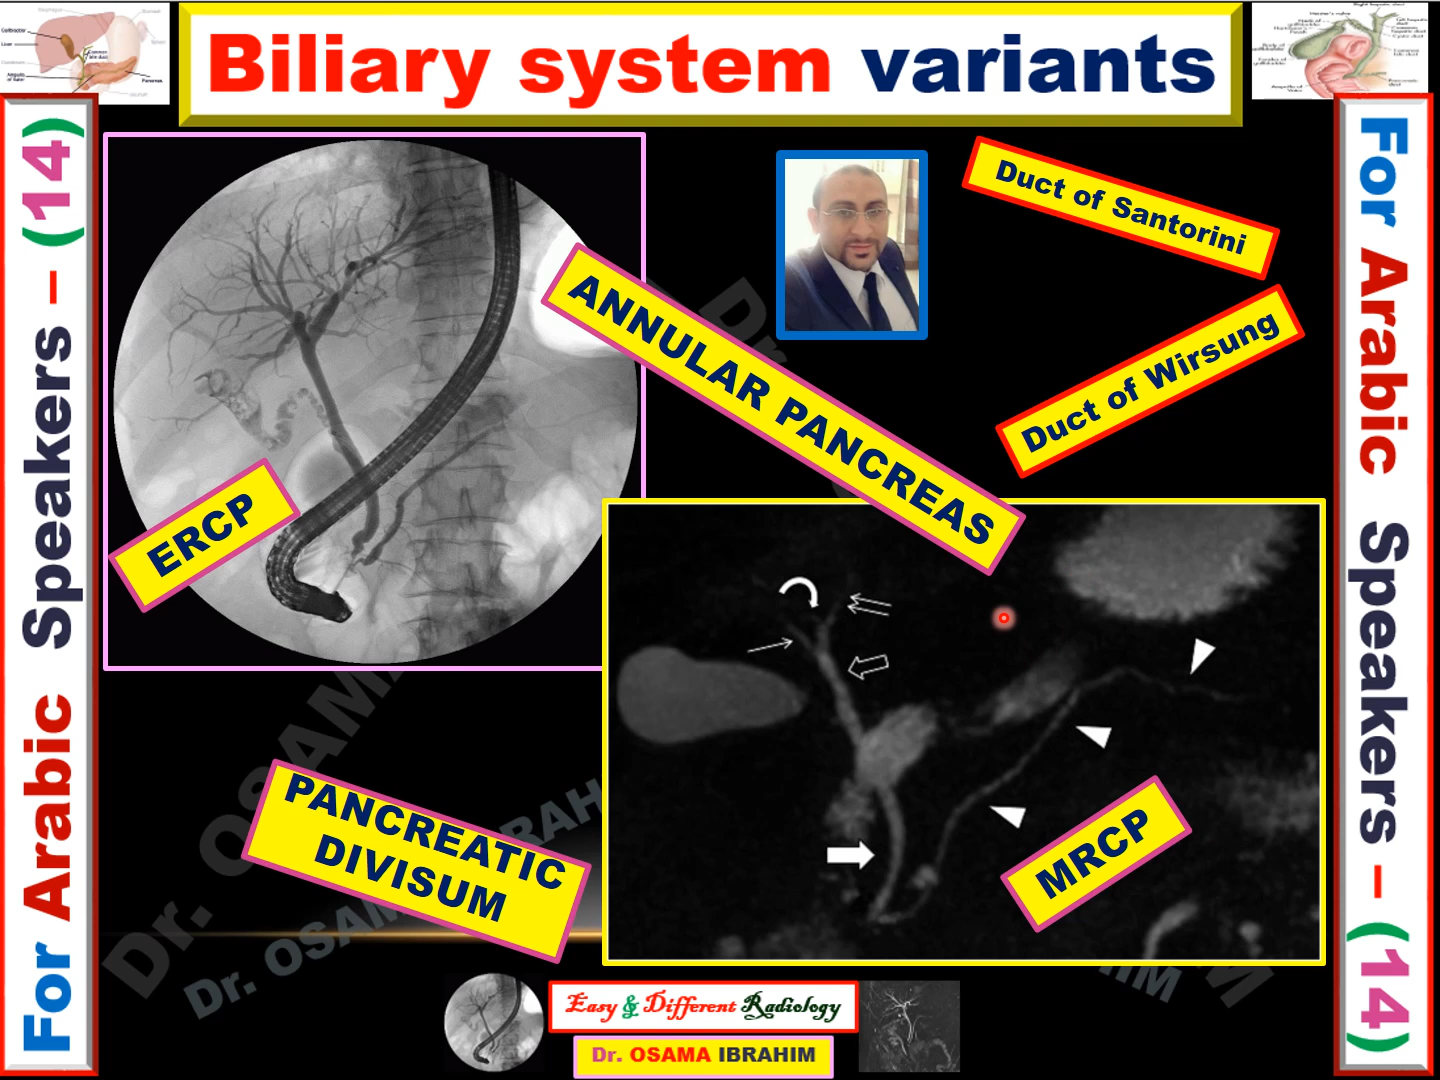 Biliary system variants
For Arabic Speakers – (14)
For Arabic Speakers – (14)
Duct of Santorini
Duct of Wirsung
ANNULAR PANCREAS
ERCP
PANCREATIC
DIVISUM
MRCP
Easy & Different Radiology
Dr. OSAMA IBRAHIM